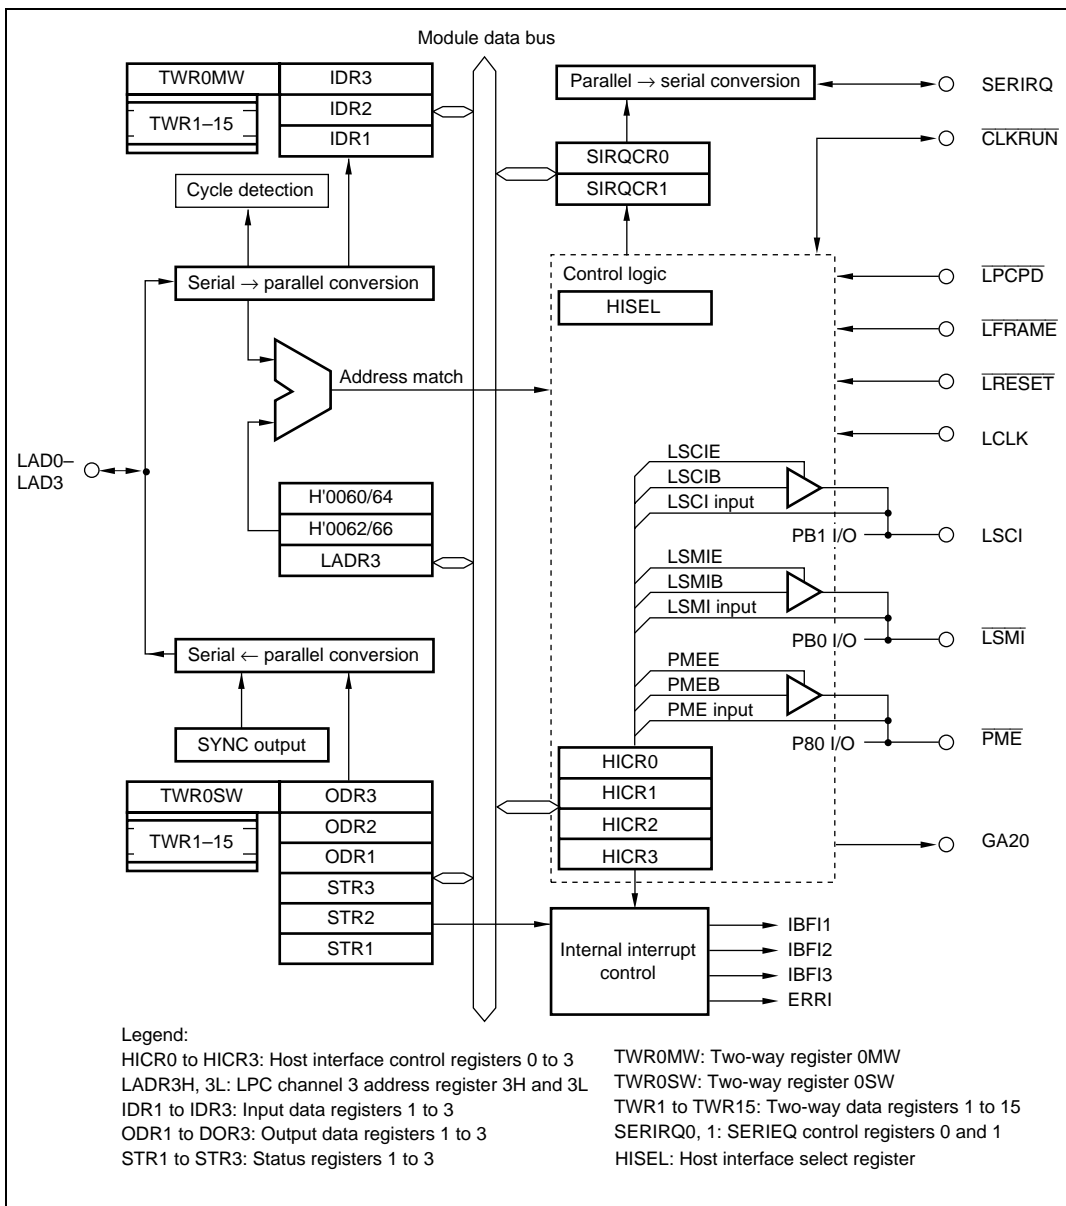 Module data bus
TWR0MW
IDR3
IDR2
IDR1
TWR1–15
Cycle detection
Serial → parallel conversion
Address match
LAD0–
LAD3
H'0060/64
H'0062/66
LADR3
Serial ← parallel conversion
SYNC output
TWR0SW
ODR3
ODR2
ODR1
STR3
STR2
STR1
TWR1–15
Parallel → serial conversion
SIRQCR0
SIRQCR1
Control logic
HISEL
LSCIE
LSCIB
LSCI input
PB1 I/O
LSMIE
LSMIB
LSMI input
PB0 I/O
PMEE
PMEB
PME input
P80 I/O
HICR0
HICR1
HICR2
HICR3
Internal interrupt
control
IBFI1
IBFI2
IBFI3
ERRI
SERIRQ
CLKRUN
LPCPD
LFRAME
LRESET
LCLK
LSCI
LSMI
PME
GA20
Legend:
HICR0 to HICR3: Host interface control registers 0 to 3
LADR3H, 3L: LPC channel 3 address register 3H and 3L
IDR1 to IDR3: Input data registers 1 to 3
ODR1 to DOR3: Output data registers 1 to 3
STR1 to STR3: Status registers 1 to 3
TWR0MW: Two-way register 0MW
TWR0SW: Two-way register 0SW
TWR1 to TWR15: Two-way data registers 1 to 15
SERIRQ0, 1: SERIEQ control registers 0 and 1
HISEL: Host interface select register